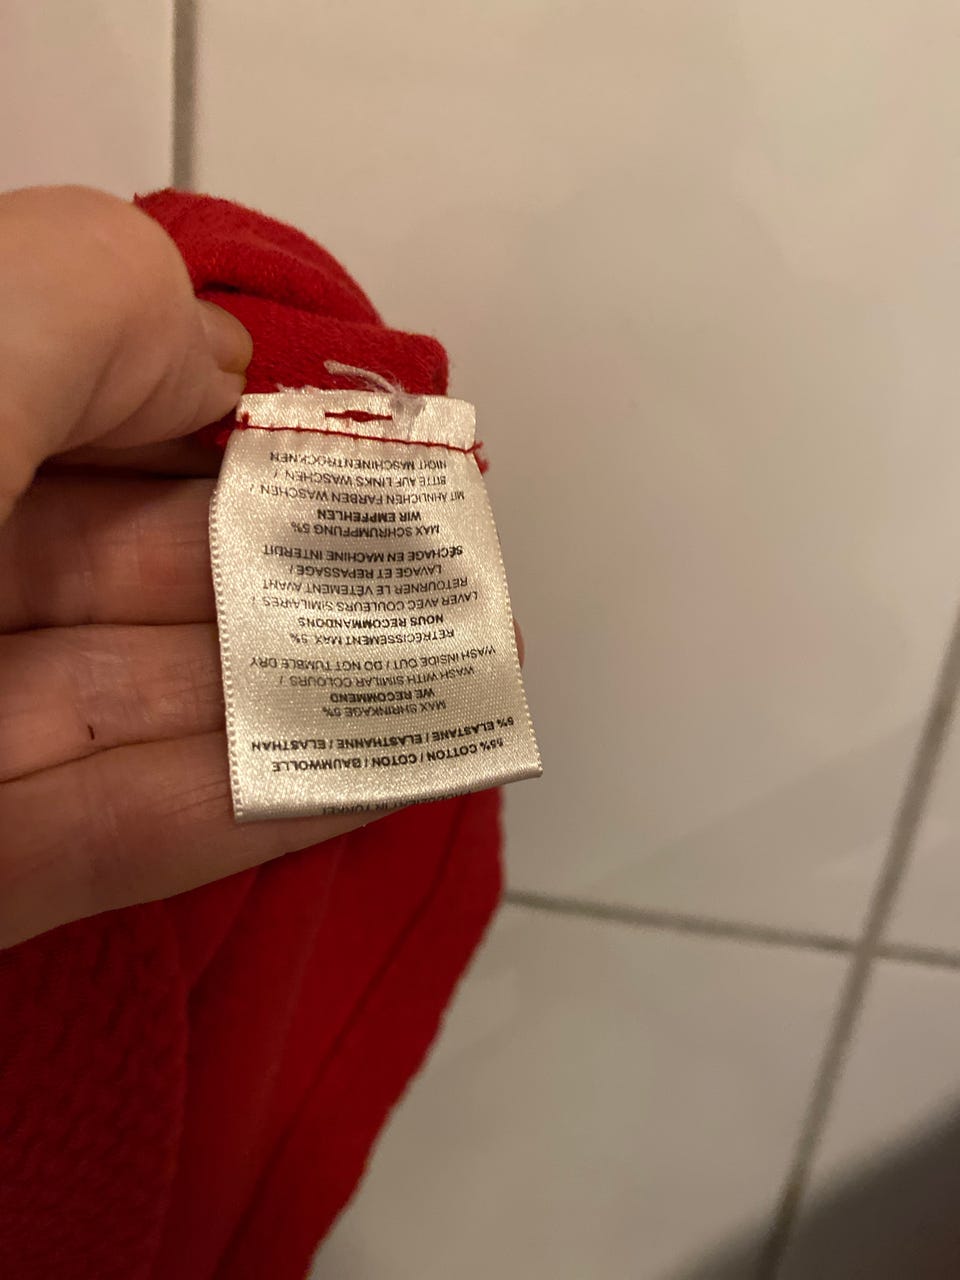 95% COTTON / COTON / BAUMWOLLE
5% ELASTANE / ELASTHANNE / ELASTHAN
MAX SHRINKAGE 5%
WE RECOMMEND
WASH WITH SIMILAR COLOURS /
WASH INSIDE OUT / DO NOT TUMBLE DRY
RETRECISSEMENT MAX 5%
NOUS RECOMMANDONS
LAVER AVEC COULEURS SIMILAIRES /
RETOURNER LE VÊTEMENT AVANT
LAVAGE ET REPASSAGE /
SÉCHAGE EN MACHINE INTERDIT
MAX SCHRUMPFUNG 5%
WIR EMPFEHLEN
MIT ÄHNLICHEN FARBEN WASCHEN /
BITTE AUF LINKS WASCHEN /
NICHT MASCHINENTROCKNEN